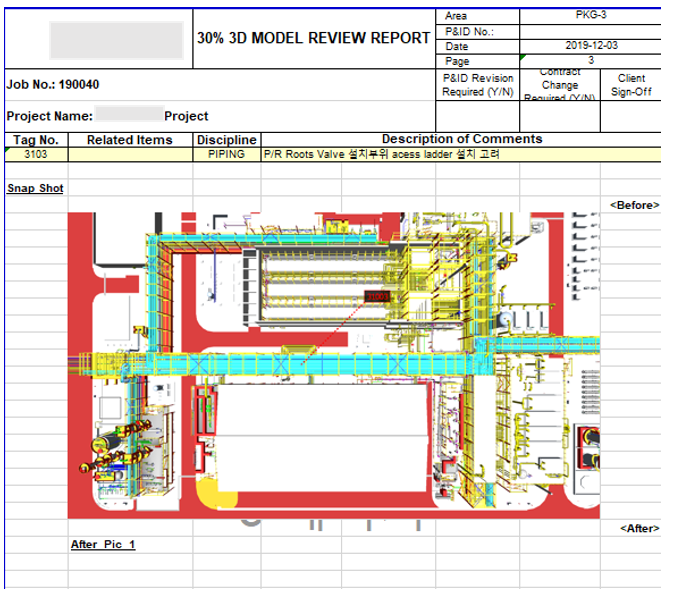 30% 3D MODEL REVIEW REPORT
Area PKG-3
P&ID No.:
Date 2019-12-03
Page 3
Job No.: 190040
P&ID Revision Required (Y/N)
Contract Change Required (Y/N)
Client Sign-Off
Project Name: Project
Tag No. Related Items Discipline Description of Comments
3103 PIPING P/R Roots Valve 설치부위 acess ladder 설치 고려
Snap Shot
<Before>
<After>
After Pic 1